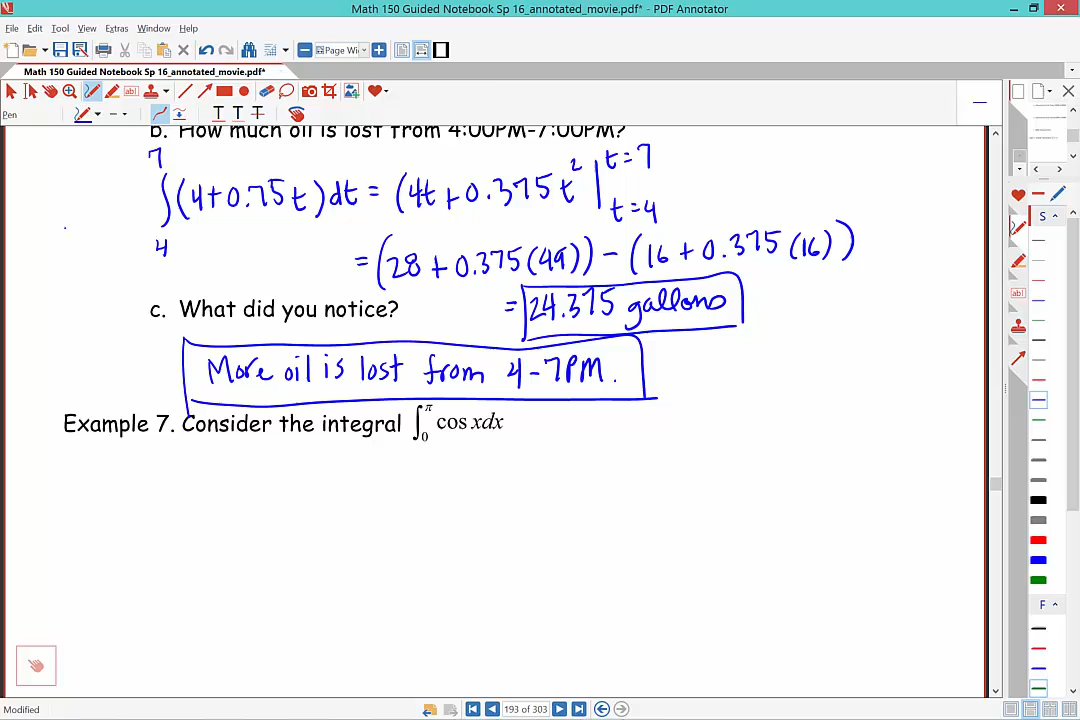 Math 150 Guided Notebook Sp 16_annotated_movie.pdf* - PDF Annotator
File Edit Tool View Extras Window Help
Page Wi
Math 150 Guided Notebook Sp 16_annotated_movie.pdf*
Pen
b. How much oil is lost from 4:00PM-7:00PM?
∫₄⁷ (4+0.75t)dt = (4t+0.375t² |t=4 t=7
= (28 + 0.375(49)) - (16 + 0.375(16))
= 24.375 gallons
c. What did you notice?
More oil is lost from 4-7PM.
Example 7. Consider the integral ∫₀^π cos xdx
S
F
Modified
193 of 303